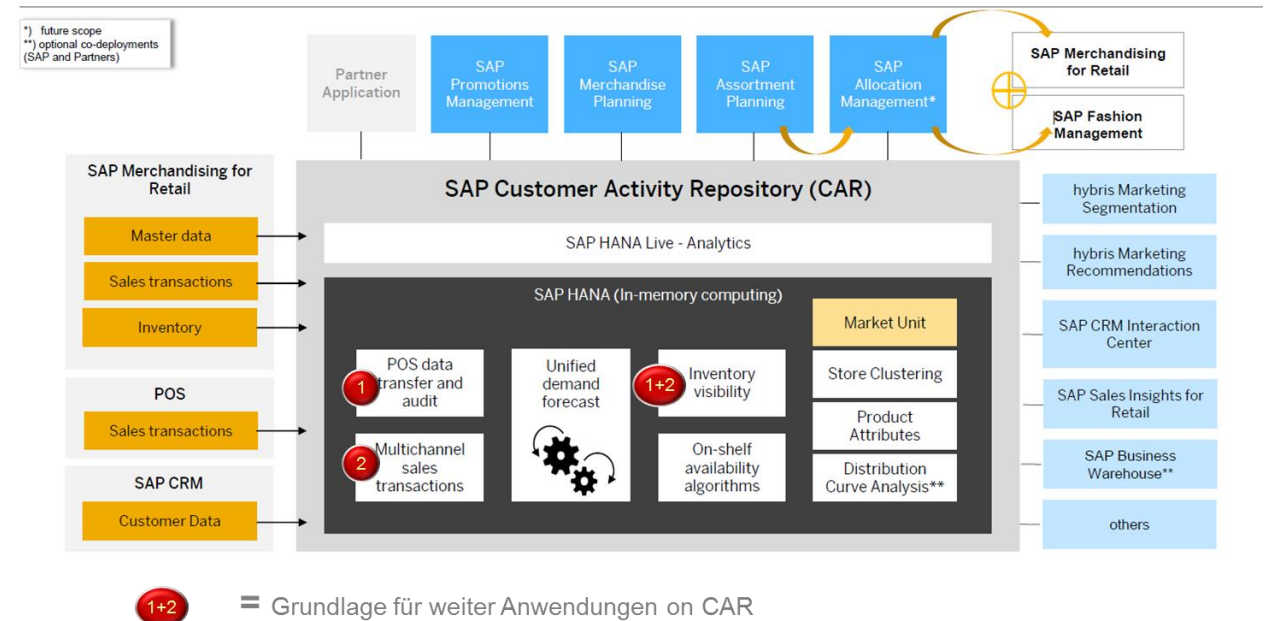 *) future scope
**) optional co-deployments
(SAP and Partners)
Partner
Application
SAP
Promotions
Management
SAP
Merchandise
Planning
SAP
Assortment
Planning
SAP
Allocation
Management*
SAP Merchandising
for Retail
SAP Fashion
Management
SAP Merchandising for
Retail
Master data
Sales transactions
Inventory
POS
Sales transactions
SAP CRM
Customer Data
SAP Customer Activity Repository (CAR)
SAP HANA Live - Analytics
SAP HANA (In-memory computing)
1
POS data
transfer and
audit
2
Multichannel
sales
transactions
Unified
demand
forecast
1+2
Inventory
visibility
On-shelf
availability
algorithms
Market Unit
Store Clustering
Product
Attributes
Distribution
Curve Analysis**
hybris Marketing
Segmentation
hybris Marketing
Recommendations
SAP CRM Interaction
Center
SAP Sales Insights for
Retail
SAP Business
Warehouse**
others
1+2 = Grundlage für weiter Anwendungen on CAR